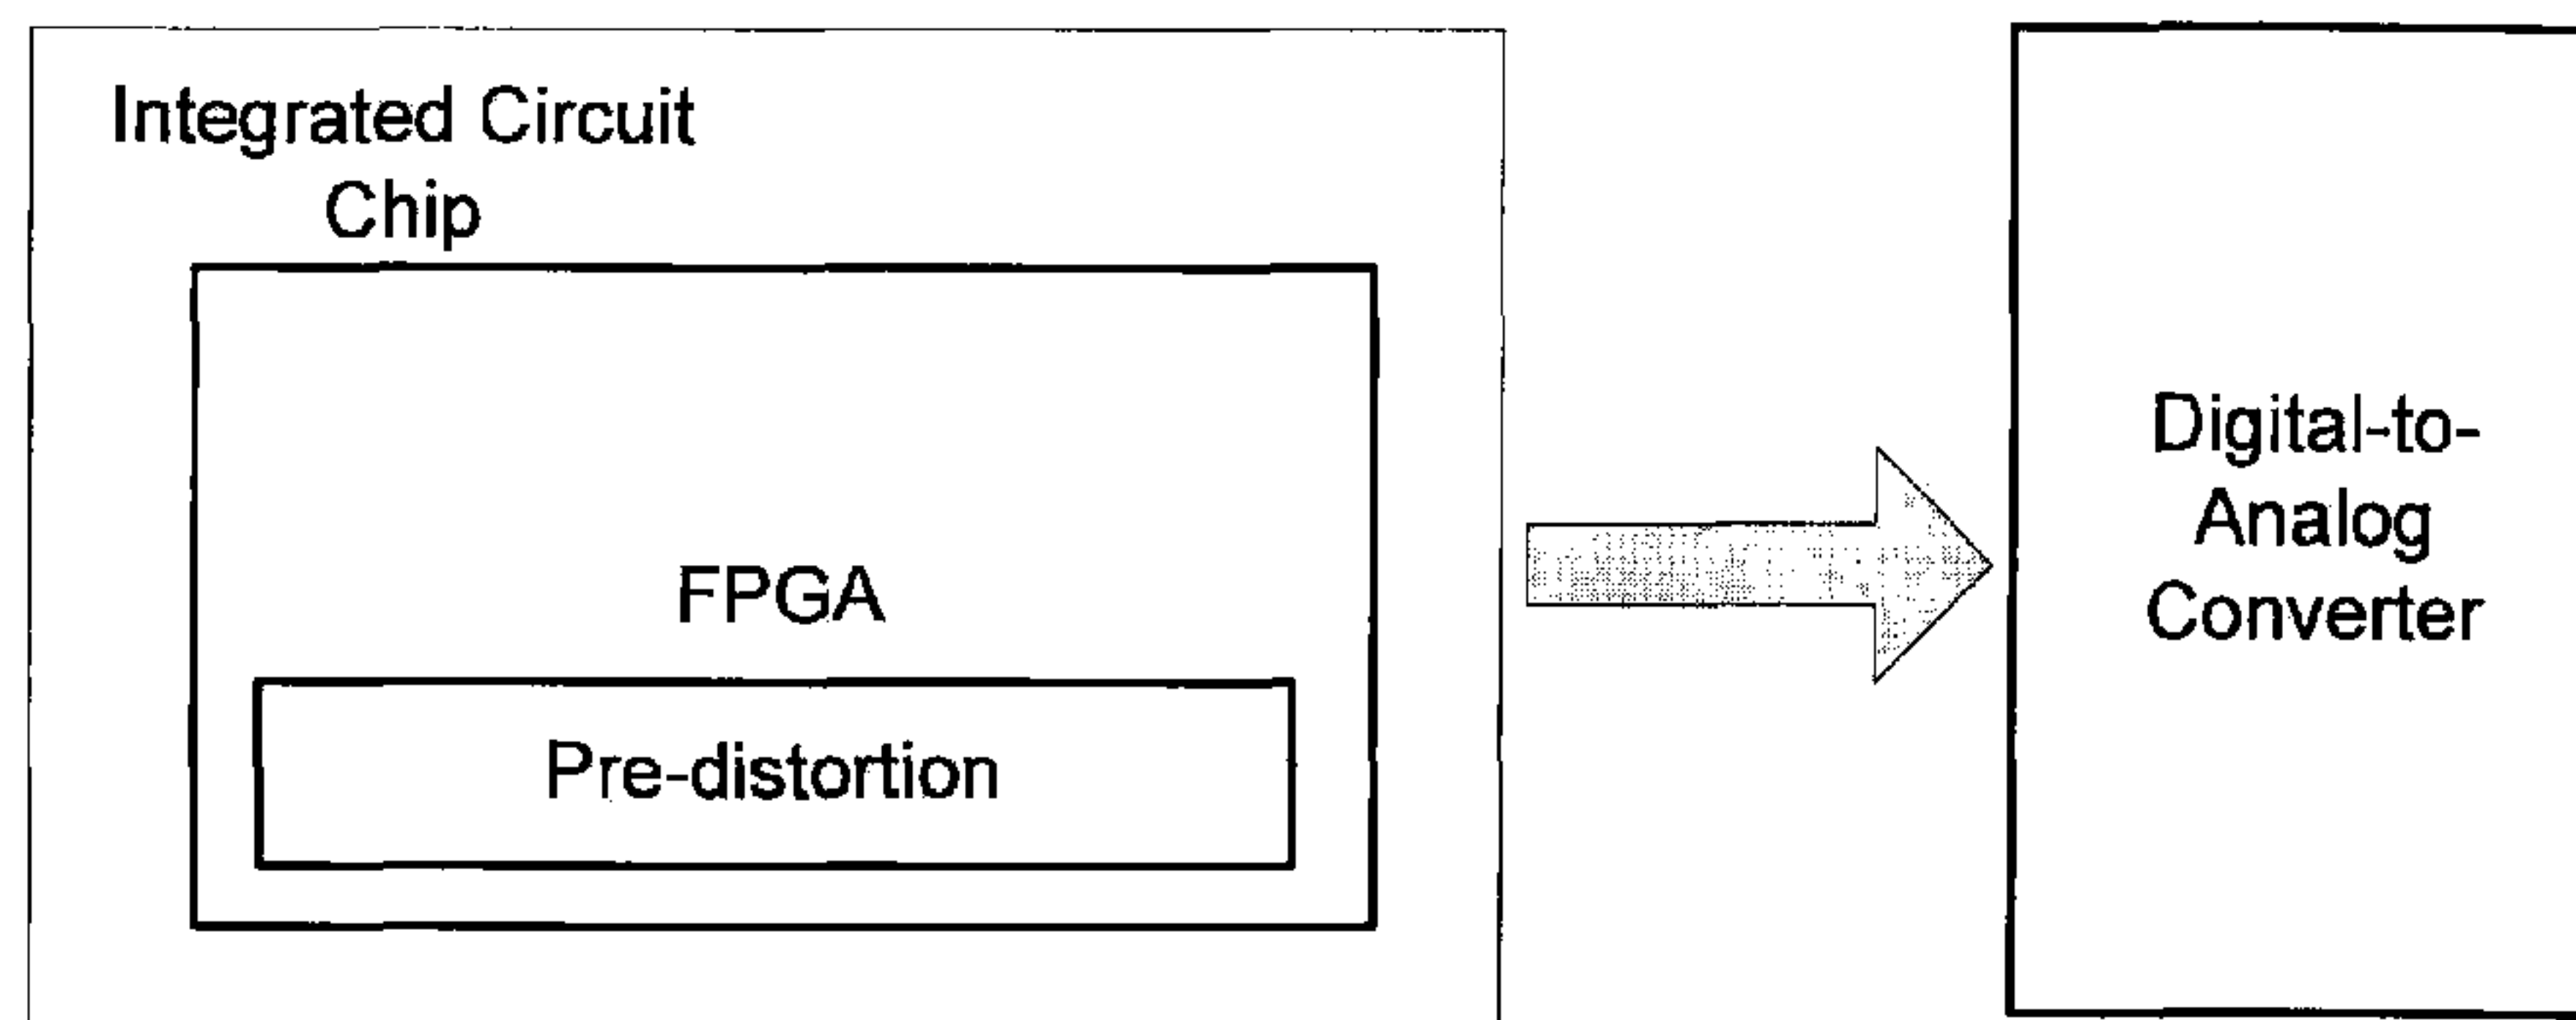 Integrated Circuit
Chip
FPGA
Pre-distortion
Digital-to-
Analog
Converter